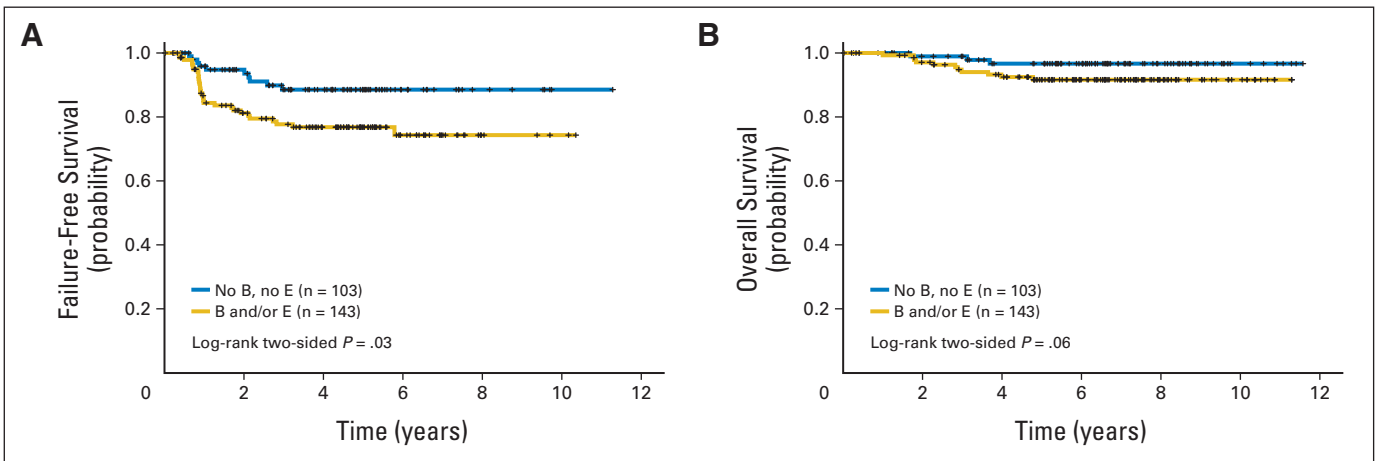 A
Failure-Free Survival
(probability)
1.0
0.8
0.6
0.4
0.2
0
2
4
6
8
10
12
No B, no E (n = 103)
B and/or E (n = 143)
Log-rank two-sided P = .03
Time (years)
B
Overall Survival
(probability)
1.0
0.8
0.6
0.4
0.2
0
2
4
6
8
10
12
No B, no E (n = 103)
B and/or E (n = 143)
Log-rank two-sided P = .06
Time (years)